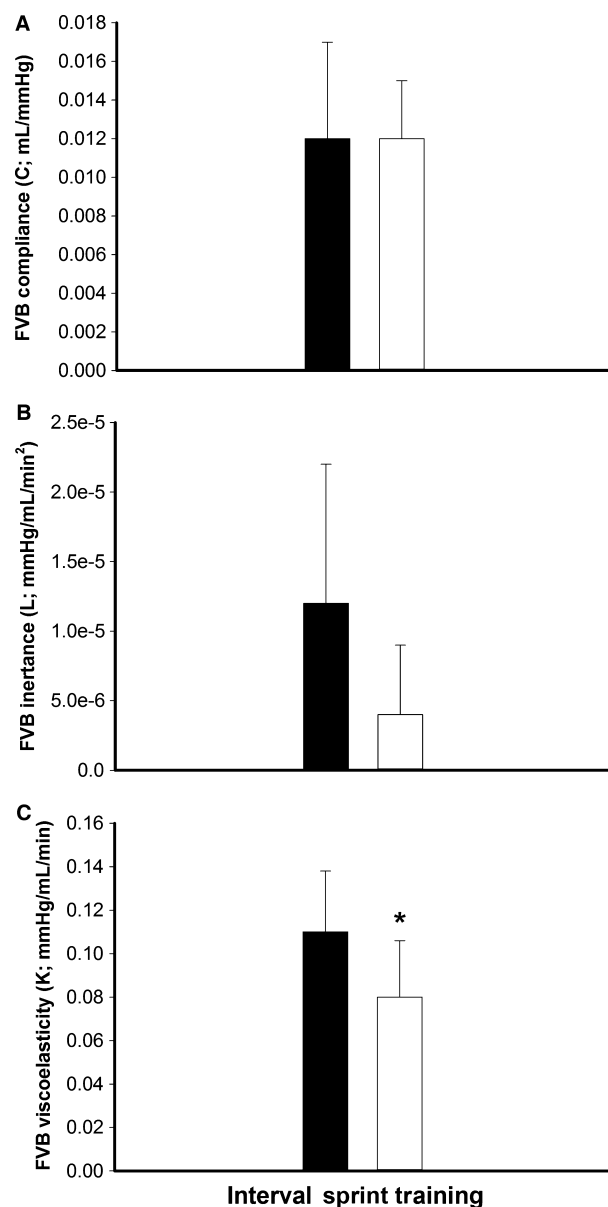 A
FVB compliance (C; mL/mmHg)
0.018
0.016
0.014
0.012
0.010
0.008
0.006
0.004
0.002
0.000
B
FVB inertance (L; mmHg/mL/min²)
2.5e-5
2.0e-5
1.5e-5
1.0e-5
5.0e-6
0.0
C
FVB viscoelasticity (K; mmHg/mL/min)
0.16
0.14
0.12
0.10
0.08
0.06
0.04
0.02
0.00
*
Interval sprint training